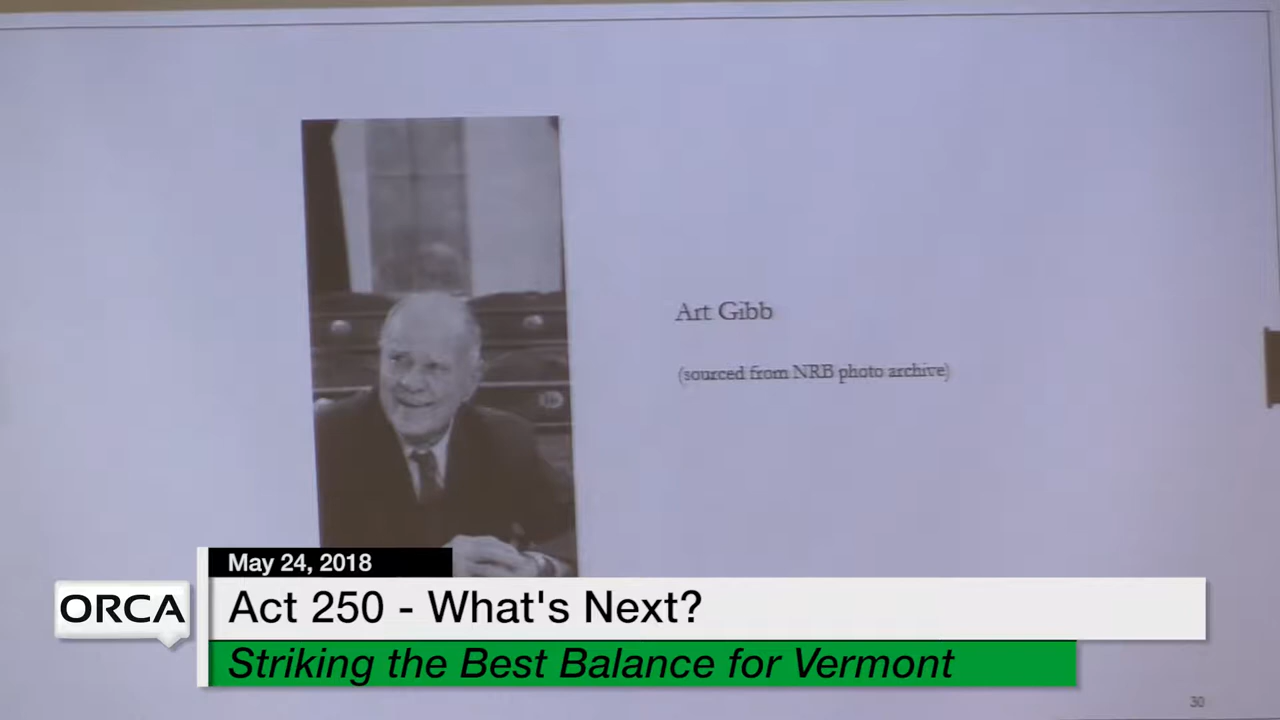 Art Gibb
(sourced from NRB photo archive)
May 24, 2018
ORCA
Act 250 - What's Next?
Striking the Best Balance for Vermont
30